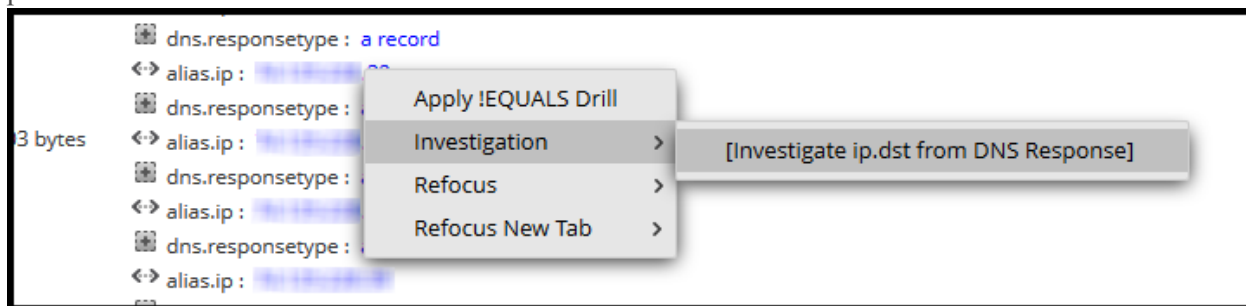 dns.responsetype : a record
alias.ip :
dns.responsetype :
Apply !EQUALS Drill
03 bytes
alias.ip :
Investigation >
[Investigate ip.dst from DNS Response]
dns.responsetype :
Refocus >
alias.ip :
Refocus New Tab >
dns.responsetype :
alias.ip :